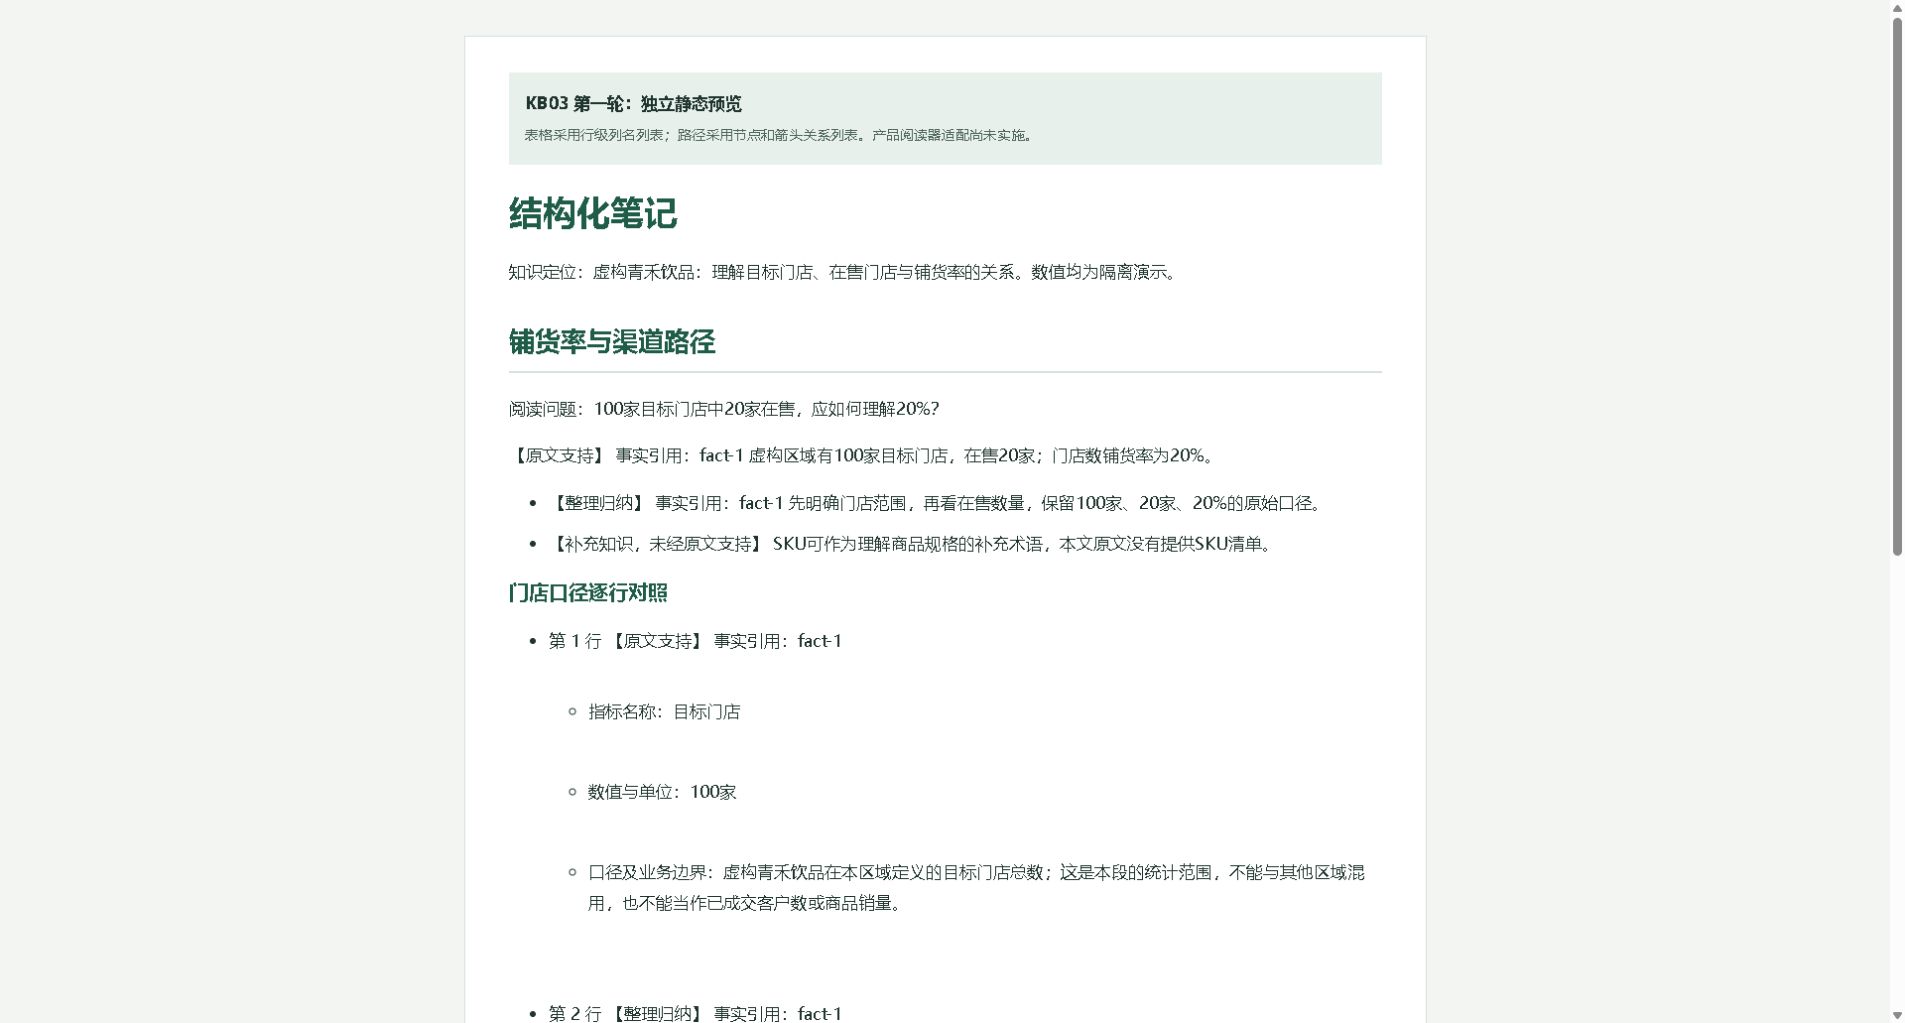 KB03 第一轮：独立静态预览
表格采用行级列名列表；路径采用节点和箭头关系列表。产品阅读器适配尚未实施。
结构化笔记
知识定位：虚构青禾饮品：理解目标门店、在售门店与铺货率的关系。数值均为隔离演示。
铺货率与渠道路径
阅读问题：100家目标门店中20家在售，应如何理解20%？
【原文支持】 事实引用：fact-1 虚构区域有100家目标门店，在售20家；门店数铺货率为20%。
• 【整理归纳】 事实引用：fact-1 先明确门店范围，再看在售数量，保留100家、20家、20%的原始口径。
• 【补充知识，未经原文支持】 SKU可作为理解商品规格的补充术语，本文原文没有提供SKU清单。
门店口径逐行对照
• 第 1 行 【原文支持】 事实引用：fact-1
◦ 指标名称：目标门店
◦ 数值与单位：100家
◦ 口径及业务边界：虚构青禾饮品在本区域定义的目标门店总数；这是本段的统计范围，不能与其他区域混
用，也不能当作已成交客户数或商品销量。
• 第 2 行 【整理归纳】 事实引用：fact-1